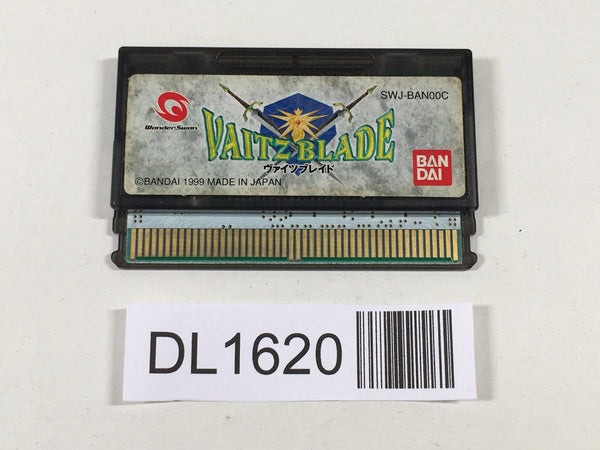 SWJ-BAN00C
WonderSwan
VAITZ BLADE
ヴァイツブレイド
BAN
DAI
©BANDAI 1999 MADE IN JAPAN
DL1620